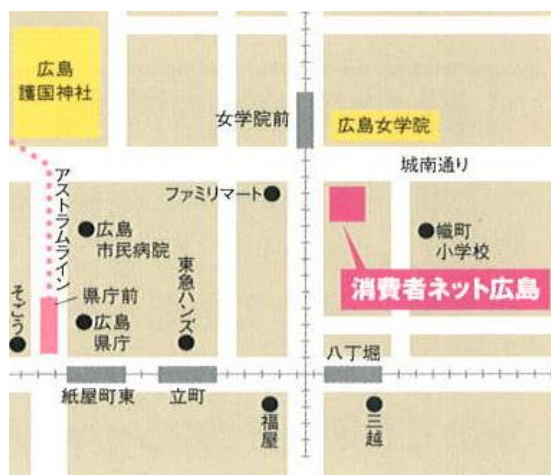 広島
護国神社
女学院前
広島女学院
城南通り
アストラムライン
ファミリマート
広島
市民病院
東急ハンズ
幟町
小学校
消費者ネット広島
そごう
県庁前
広島
県庁
八丁堀
紙屋町東
立町
福屋
三越